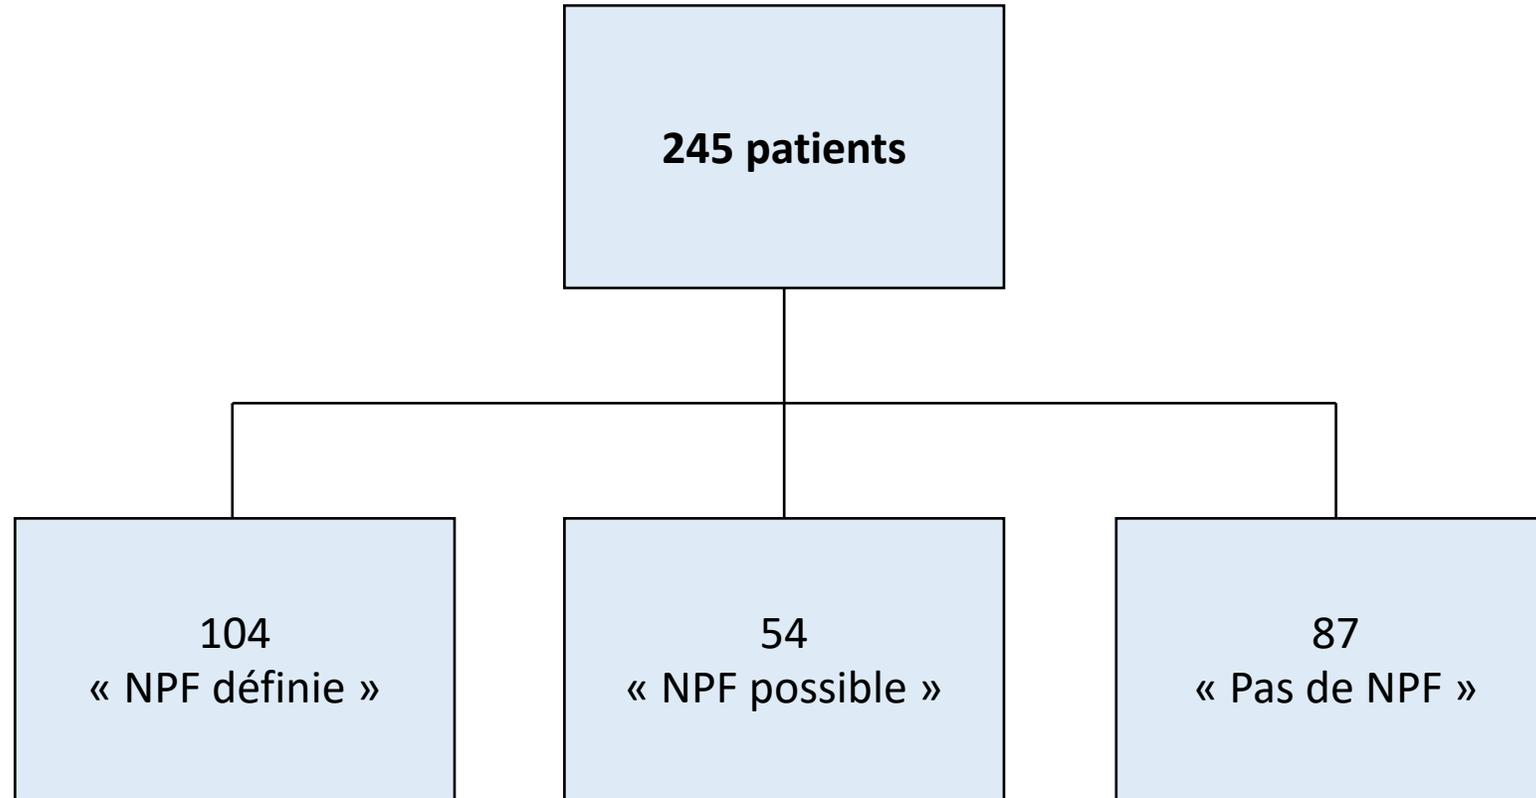 245 patients
104
« NPF définie »
54
« NPF possible »
87
« Pas de NPF »